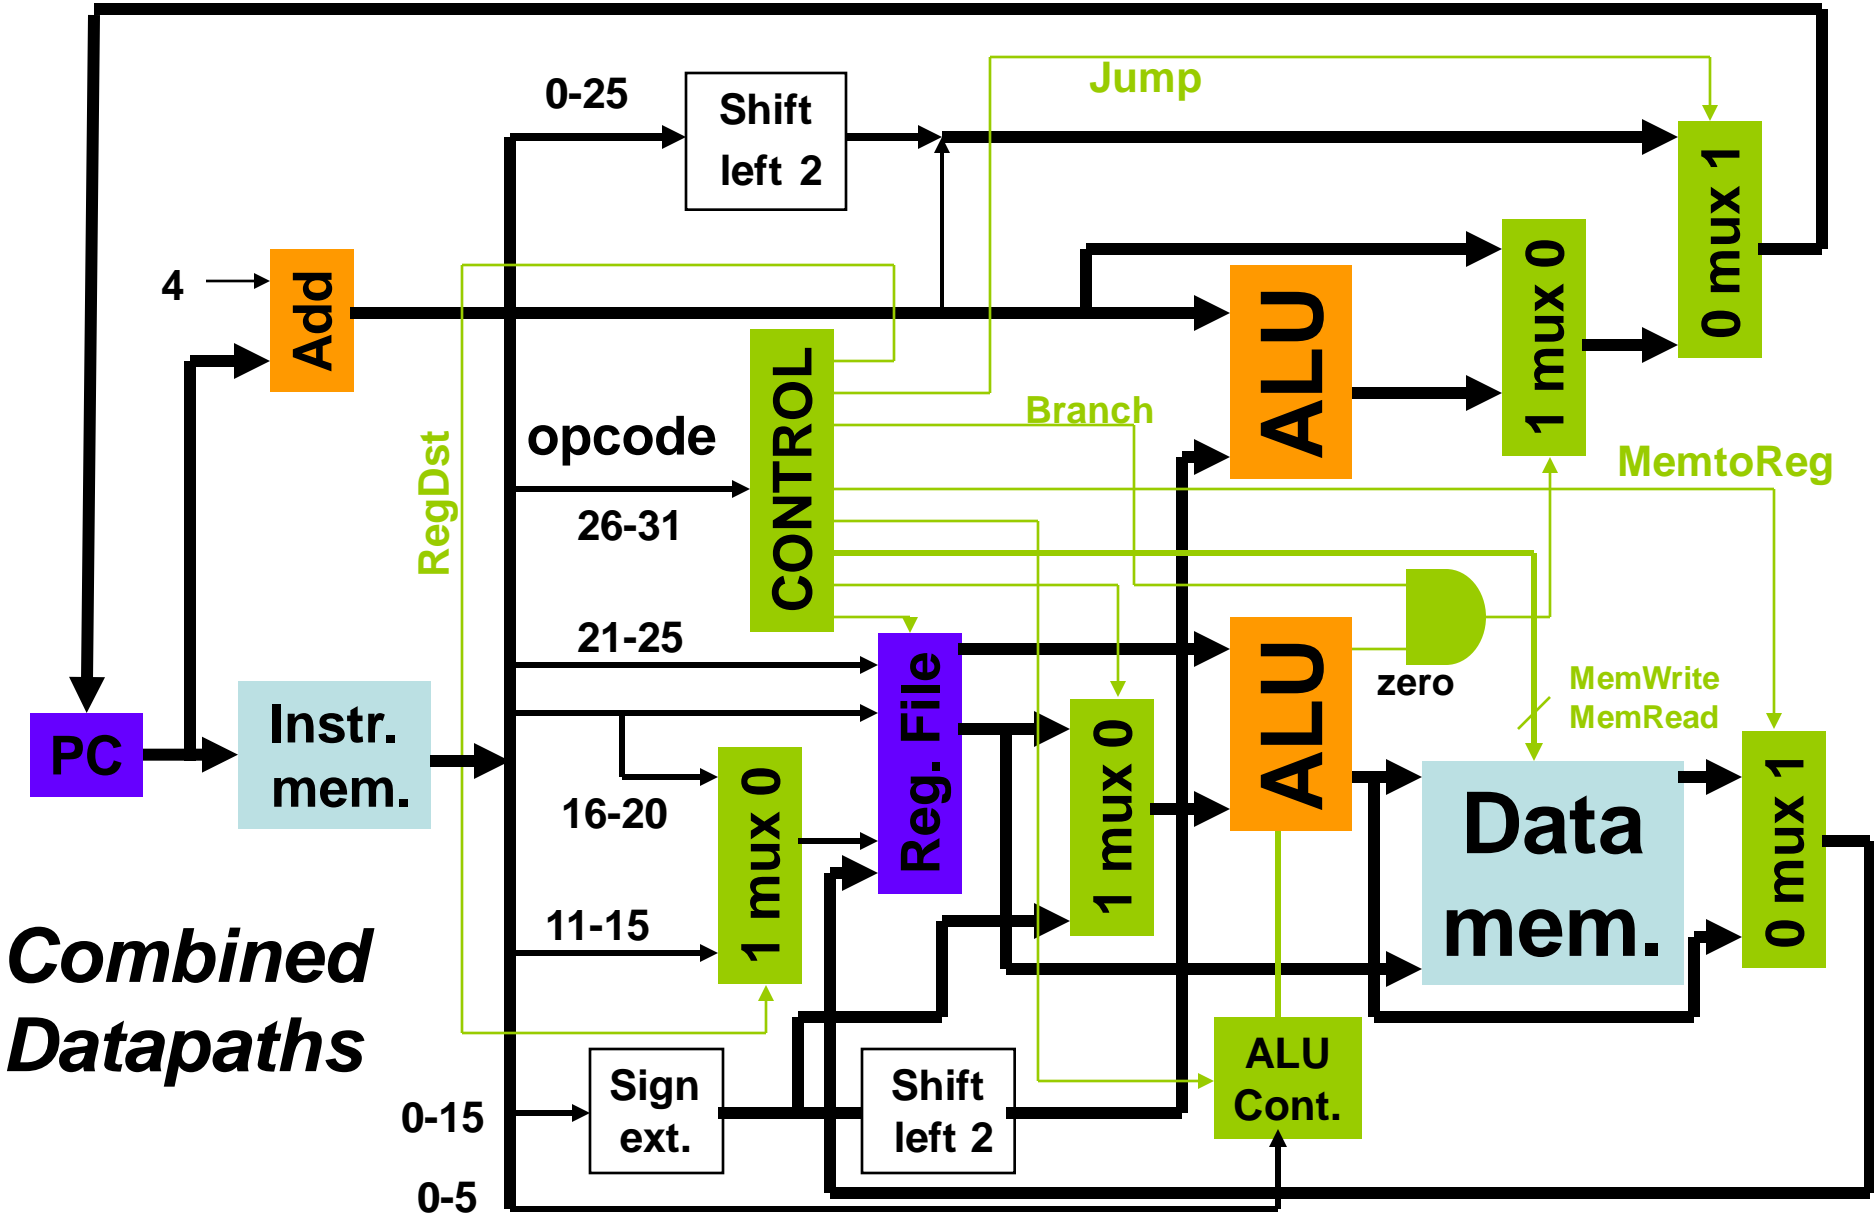 Jump
0-25
Shift
left 2
0 mux 1
4
Add
1 mux 0
ALU
CONTROL
Branch
opcode
MemtoReg
RegDst
26-31
21-25
Reg. File
ALU
zero
MemWrite
MemRead
PC
Instr.
mem.
1 mux 0
16-20
1 mux 0
Data
mem.
0 mux 1
11-15
Combined
Datapaths
Sign
ext.
Shift
left 2
ALU
Cont.
0-15
0-5